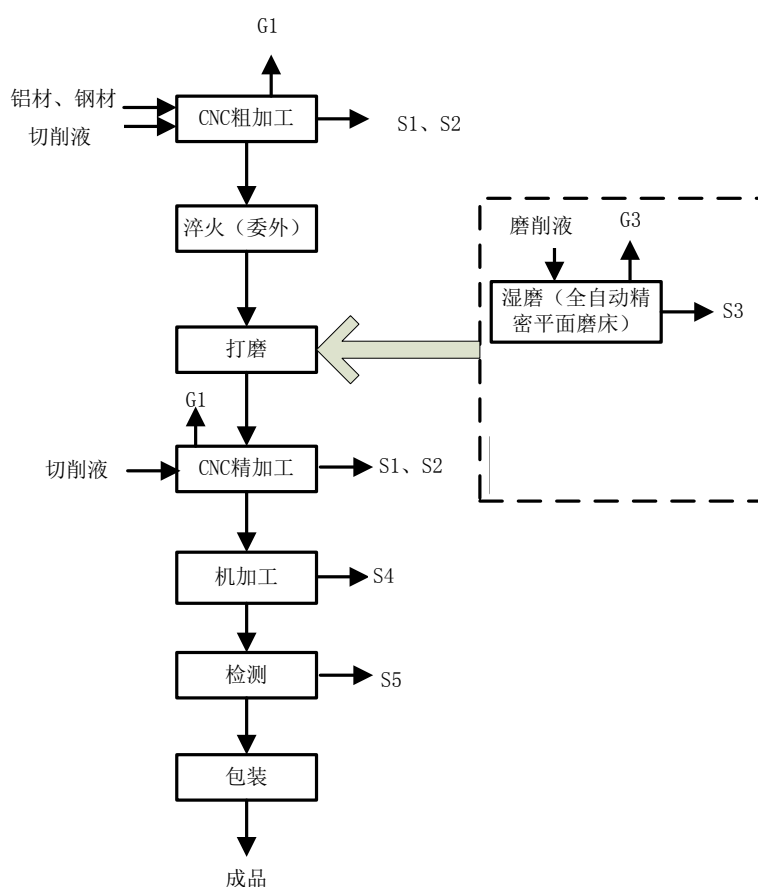 G1
铝材、钢材
切削液
CNC粗加工
S1、S2
淬火（委外）
磨削液
G3
湿磨（全自动精
密平面磨床）
S3
打磨
G1
切削液
CNC精加工
S1、S2
机加工
S4
检测
S5
包装
成品